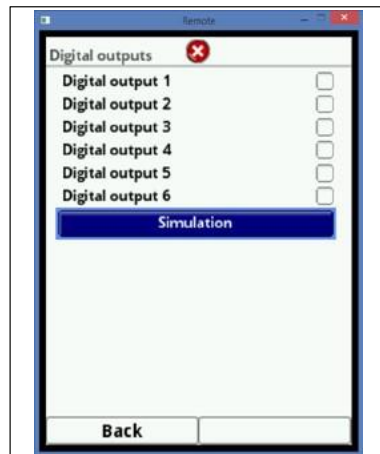 Remote
Digital outputs
Digital output 1
Digital output 2
Digital output 3
Digital output 4
Digital output 5
Digital output 6
Simulation
Back